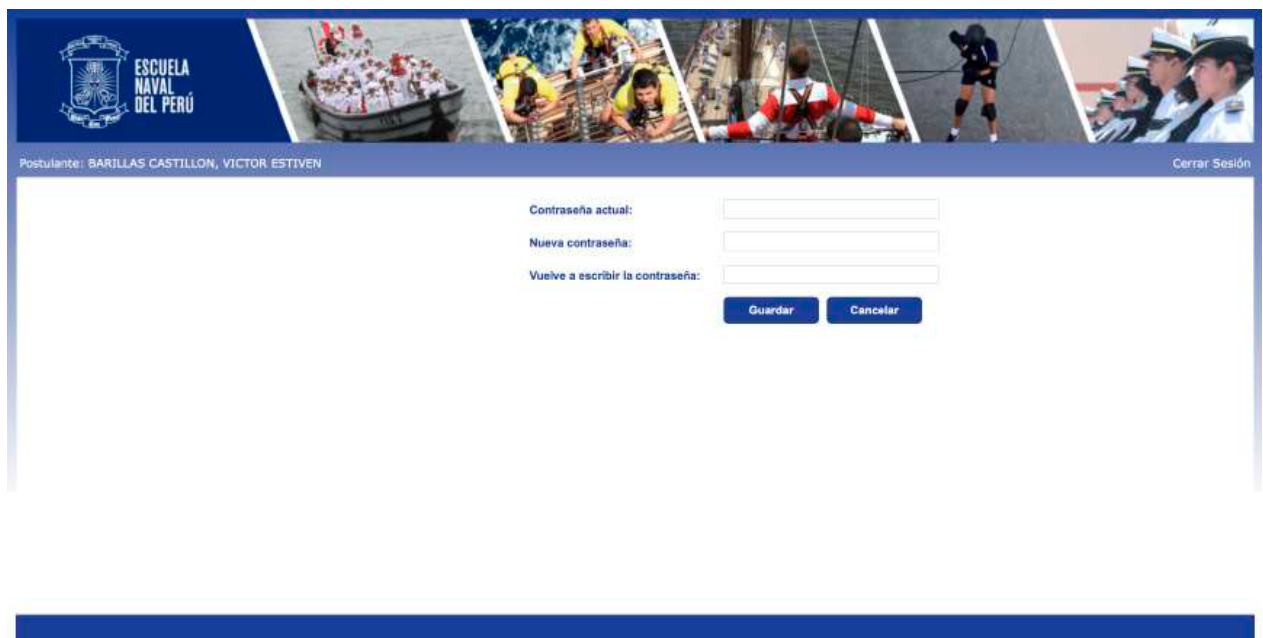 ESCUELA
NAVAL
DEL PERÚ
Postulante: BARILLAS CASTILLON, VICTOR ESTIVEN
Cerrar Sesión
Contraseña actual:
Nueva contraseña:
Vuelve a escribir la contraseña:
Guardar Cancelar